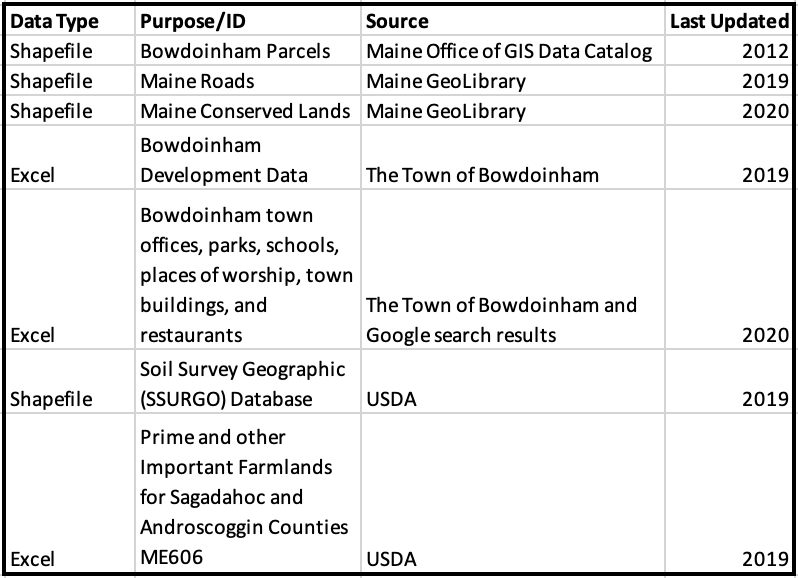 Data Type Purpose/ID Source Last Updated
Shapefile Bowdoinham Parcels Maine Office of GIS Data Catalog 2012
Shapefile Maine Roads Maine GeoLibrary 2019
Shapefile Maine Conserved Lands Maine GeoLibrary 2020
Bowdoinham
Excel Development Data The Town of Bowdoinham 2019
Bowdoinham town
offices, parks, schools,
places of worship, town
buildings, and The Town of Bowdoinham and
Excel restaurants Google search results 2020
Soil Survey Geographic
Shapefile (SSURGO) Database USDA 2019
Prime and other
Important Farmlands
for Sagadahoc and
Androscoggin Counties
Excel ME606 USDA 2019